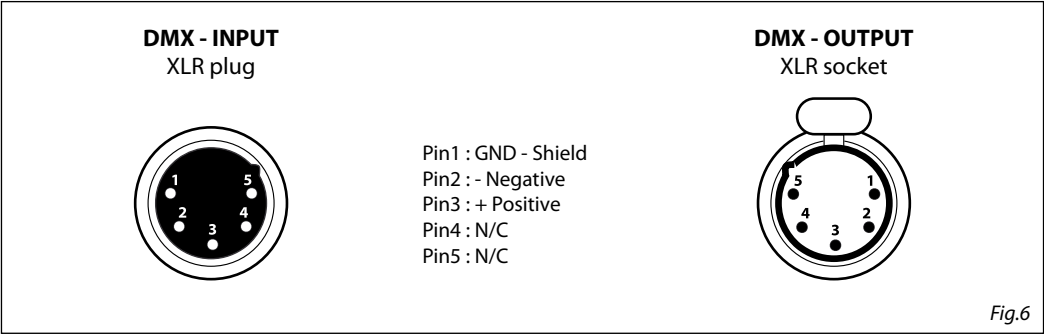 DMX - INPUT
XLR plug
1
5
2
4
3
Pin1 : GND - Shield
Pin2 : - Negative
Pin3 : + Positive
Pin4 : N/C
Pin5 : N/C
DMX - OUTPUT
XLR socket
5
1
4
2
3
Fig.6